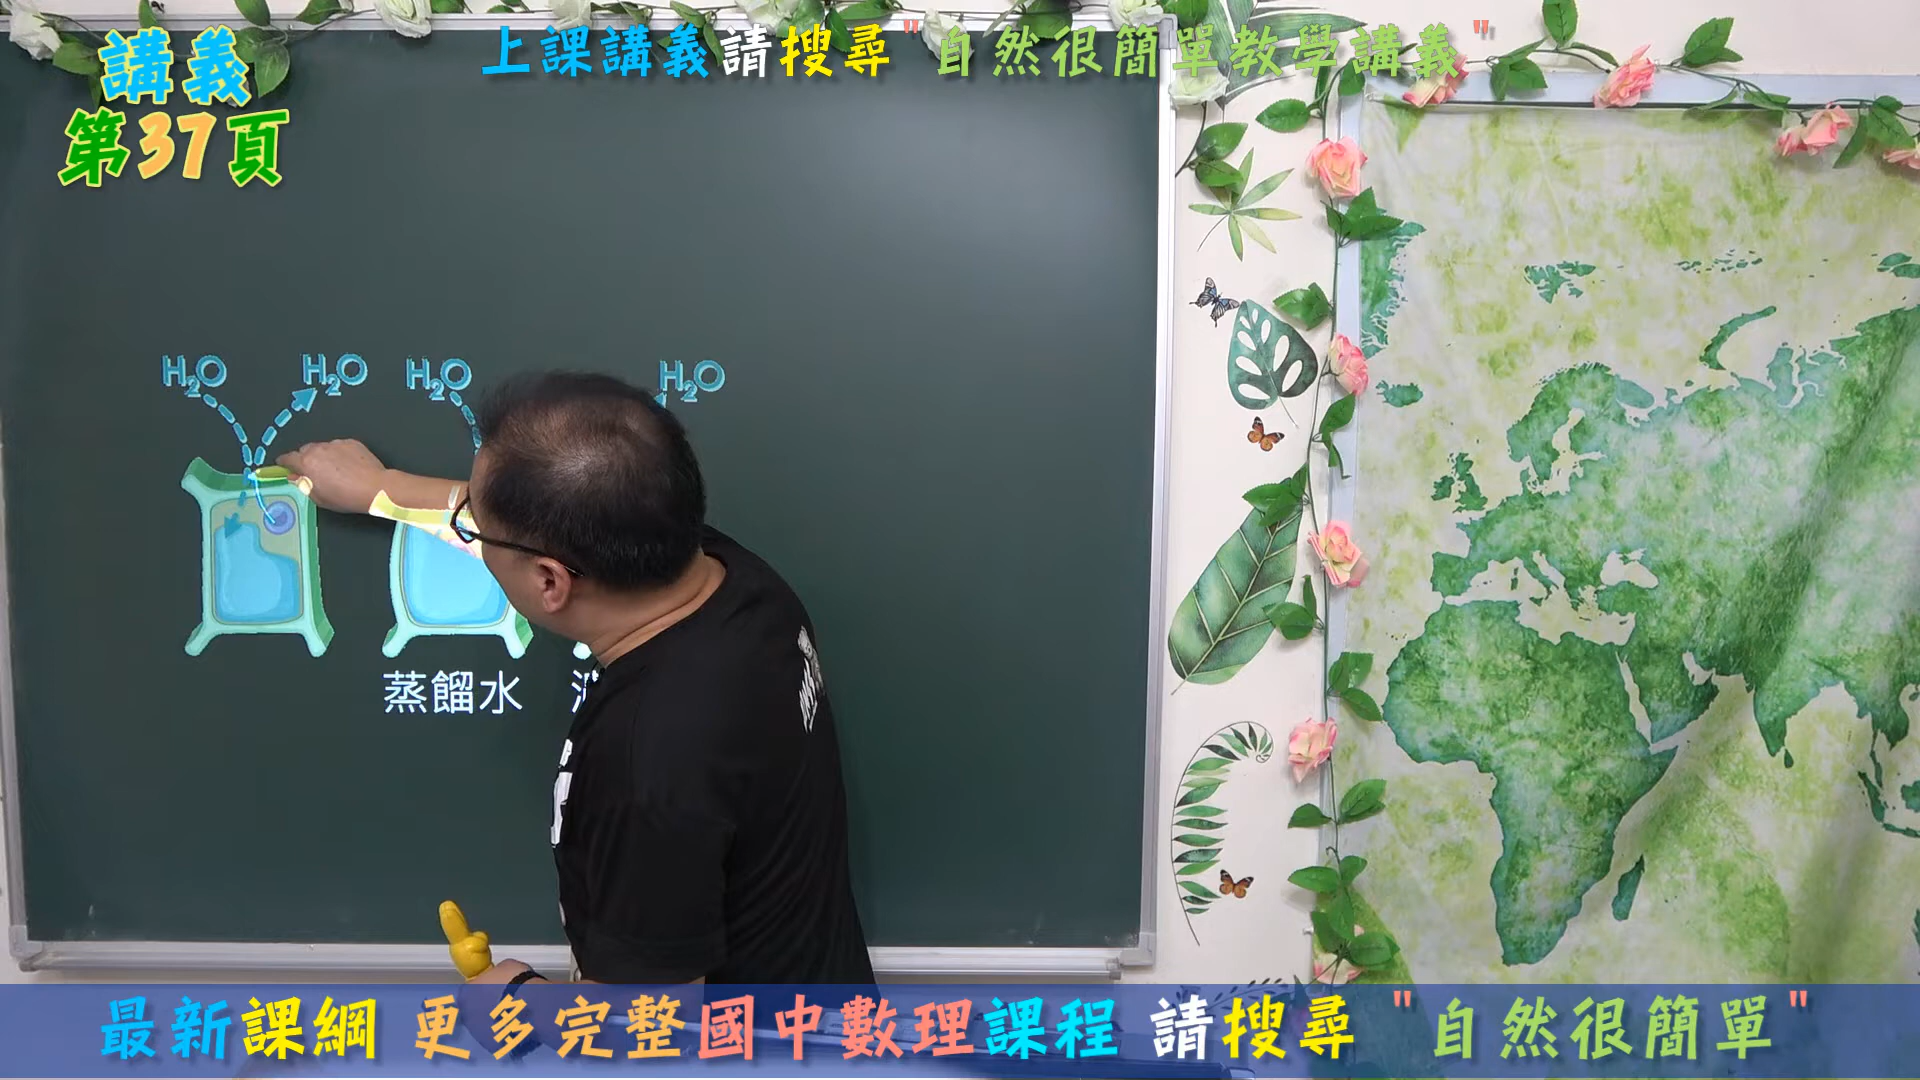 上課講義請搜尋"自然很簡單教學講義"
講義
第37頁
H₂O H₂O H₂O H₂O
蒸餾水
最新課綱 更多完整國中數理課程 請搜尋 "自然很簡單"